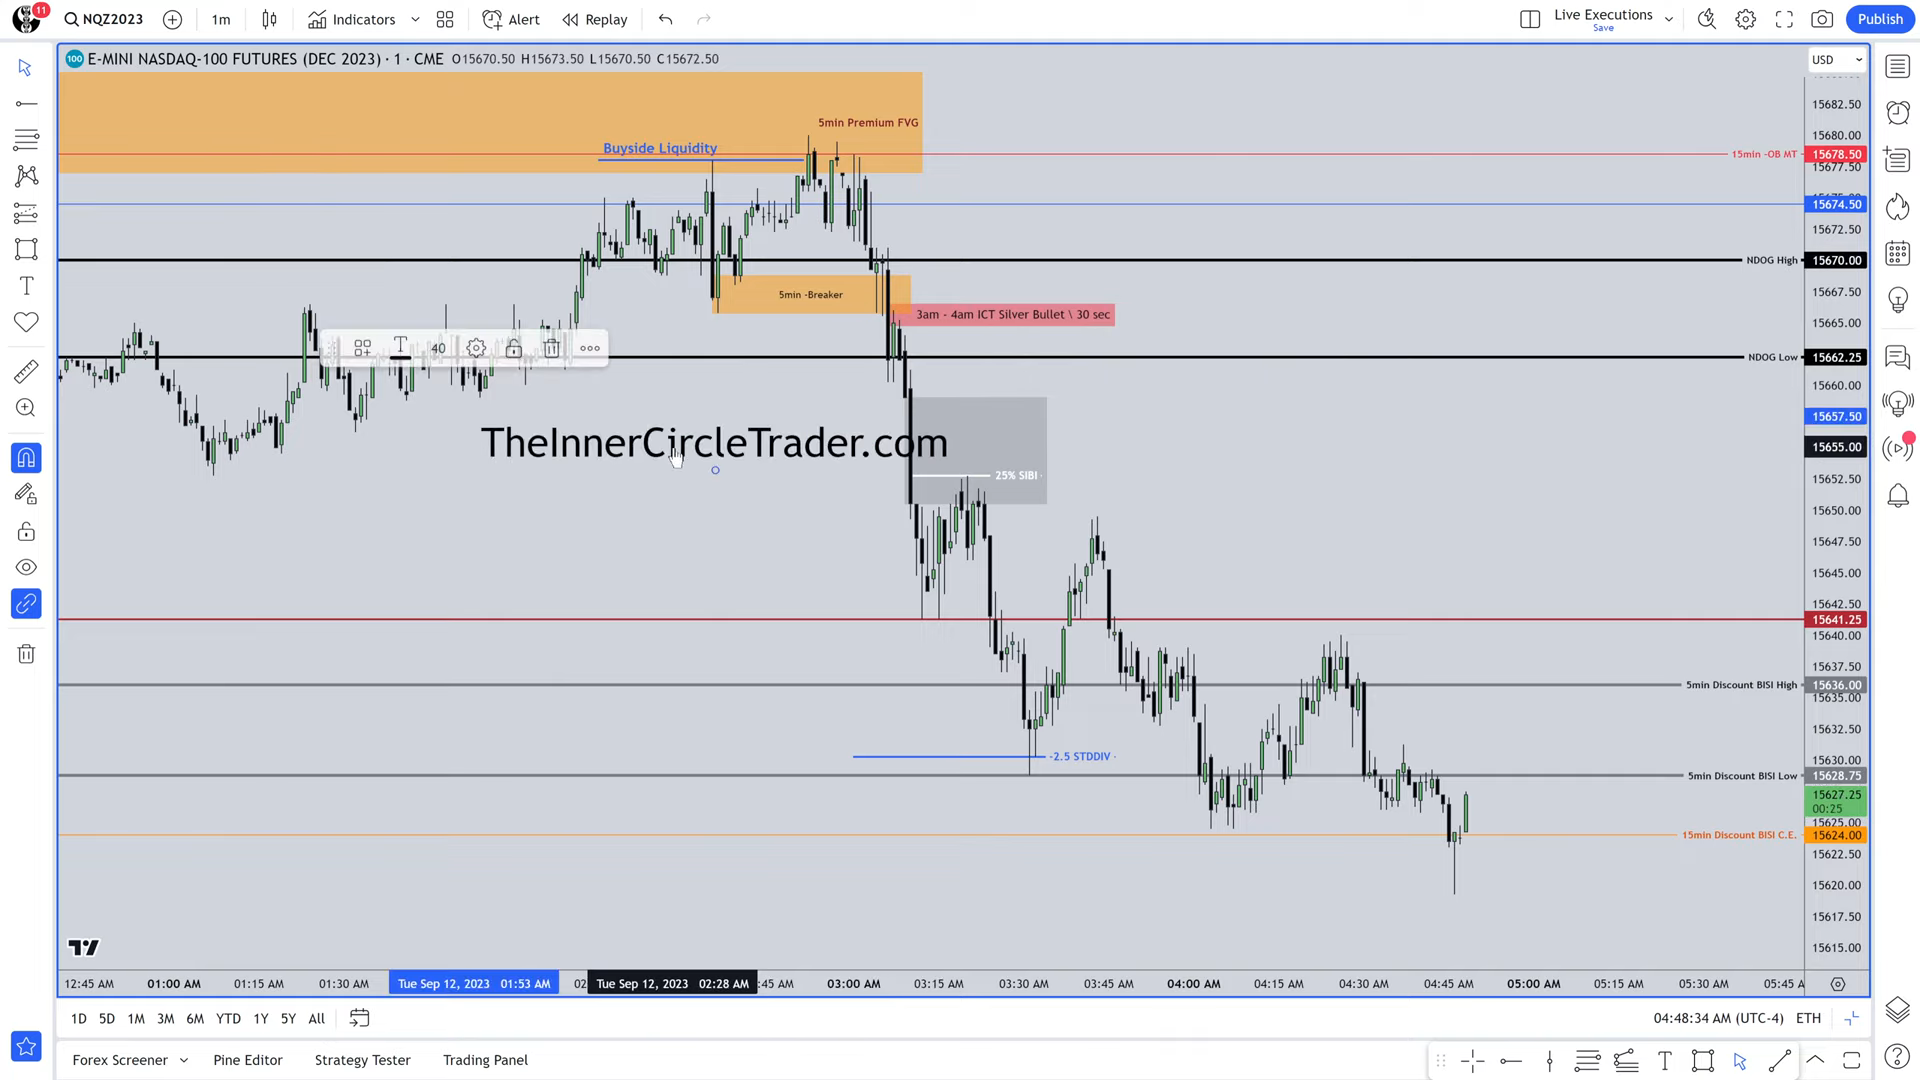 11
NQZ2023
1m
Indicators
Alert
Replay
Live Executions
Save
Publish
100
E-MINI NASDAQ-100 FUTURES (DEC 2023) · 1 · CME O15670.50 H15673.50 L15670.50 C15672.50
USD
15682.50
5min Premium FVG
15680.00
Buyside Liquidity
15min -OB MT
15678.50
15677.50
15674.50
15672.50
NDOG High
15670.00
5min -Breaker
15667.50
3am - 4am ICT Silver Bullet \ 30 sec
15665.00
40
NDOG Low
15662.25
15660.00
15657.50
TheInnerCircleTrader.com
15655.00
25% SIBI
15652.50
15650.00
15647.50
15645.00
15642.50
15641.25
15640.00
15637.50
5min Discount BISI High
15636.00
15635.00
15632.50
-2.5 STDDIV
15630.00
5min Discount BISI Low
15628.75
15627.25
00:25
15625.00
15min Discount BISI C.E.
15624.00
15622.50
15620.00
15617.50
15615.00
12:45 AM 01:00 AM 01:15 AM 01:30 AM Tue Sep 12, 2023 01:53 AM 02 Tue Sep 12, 2023 02:28 AM :45 AM 03:00 AM 03:15 AM 03:30 AM 03:45 AM 04:00 AM 04:15 AM 04:30 AM 04:45 AM 05:00 AM 05:15 AM 05:30 AM 05:45 A
1D 5D 1M 3M 6M YTD 1Y 5Y All
04:48:34 AM (UTC-4) ETH
Forex Screener Pine Editor Strategy Tester Trading Panel